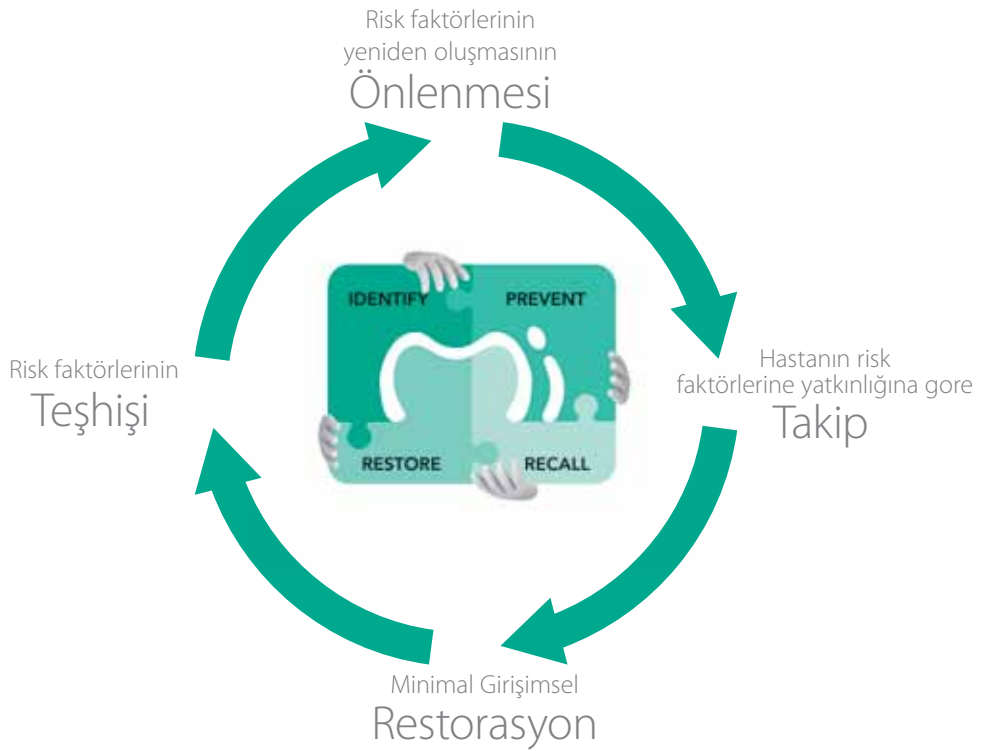 Risk faktörlerinin
yeniden oluşmasının
Önlenmesi
IDENTIFY
PREVENT
Risk faktörlerinin
Teşhişi
Hastanın risk
faktörlerine yatkınlığına gore
Takip
RESTORE
RECALL
Minimal Girişimsel
Restorasyon